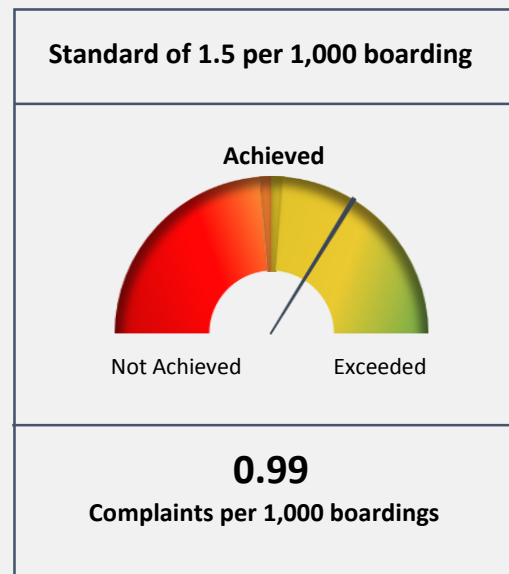 Standard of 1.5 per 1,000 boarding
Achieved
Not Achieved
Exceeded
0.99
Complaints per 1,000 boardings